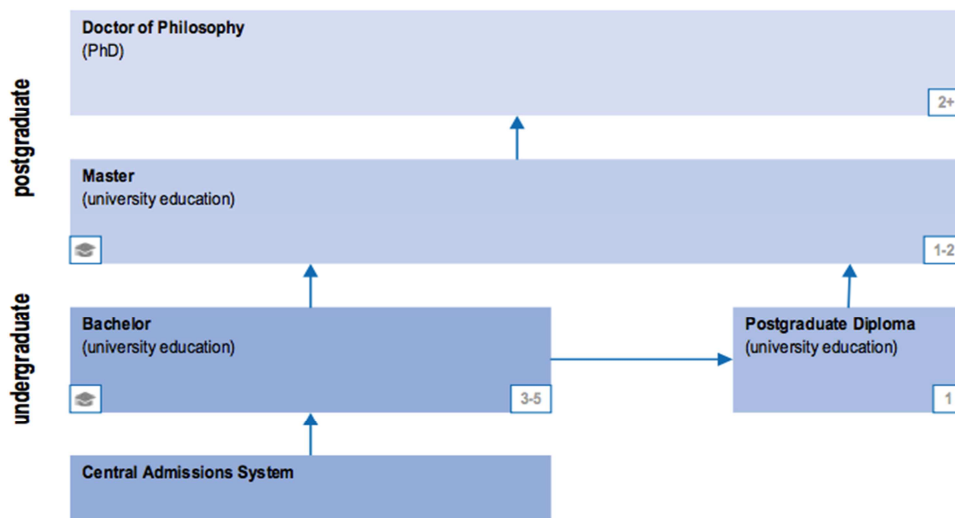 postgraduate
Doctor of Philosophy
(PhD)
2+
Master
(university education)
1-2
undergraduate
Bachelor
(university education)
3-5
Postgraduate Diploma
(university education)
1
Central Admissions System